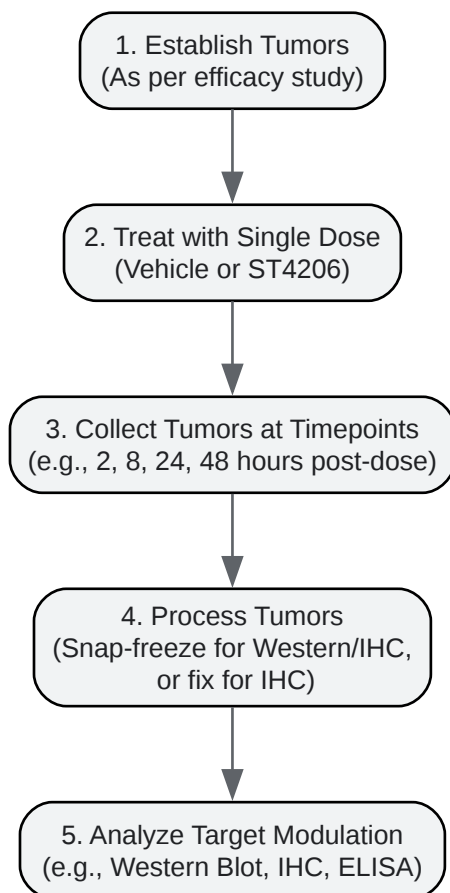 1. Establish Tumors
(As per efficacy study)
2. Treat with Single Dose
(Vehicle or ST4206)
3. Collect Tumors at Timepoints
(e.g., 2, 8, 24, 48 hours post-dose)
4. Process Tumors
(Snap-freeze for Western/IHC,
or fix for IHC)
5. Analyze Target Modulation
(e.g., Western Blot, IHC, ELISA)